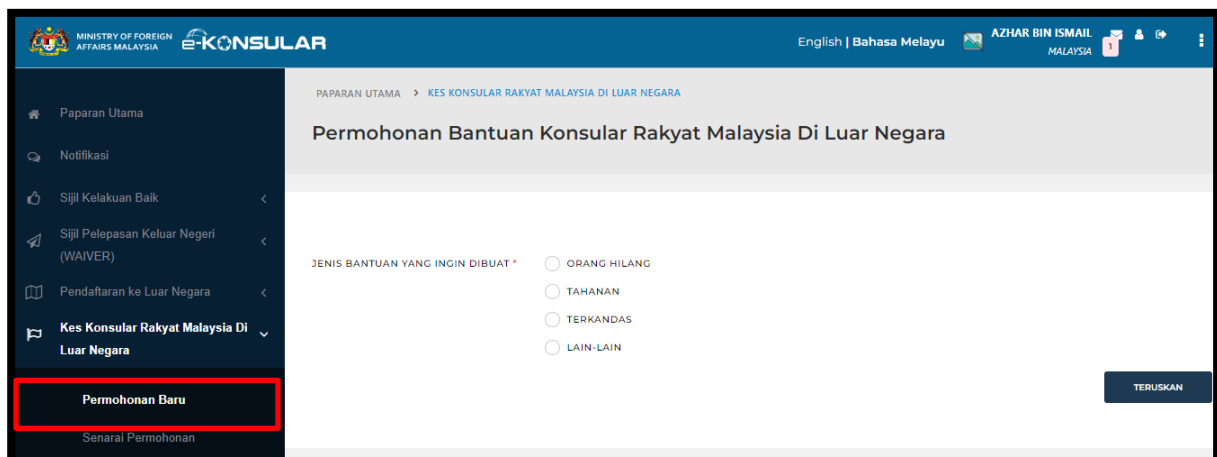 MINISTRY OF FOREIGN
AFFAIRS MALAYSIA
e-KONSULAR
English | Bahasa Melayu
AZHAR BIN ISMAIL
MALAYSIA
1
PAPARAN UTAMA > KES KONSULAR RAKYAT MALAYSIA DI LUAR NEGARA
Permohonan Bantuan Konsular Rakyat Malaysia Di Luar Negara
Paparan Utama
Notifikasi
Sijil Kelakuan Baik
Sijil Pelepasan Keluar Negeri
(WAIVER)
Pendaftaran ke Luar Negara
Kes Konsular Rakyat Malaysia Di
Luar Negara
Permohonan Baru
Senarai Permohonan
JENIS BANTUAN YANG INGIN DIBUAT *
ORANG HILANG
TAHANAN
TERKANDAS
LAIN-LAIN
TERUSKAN